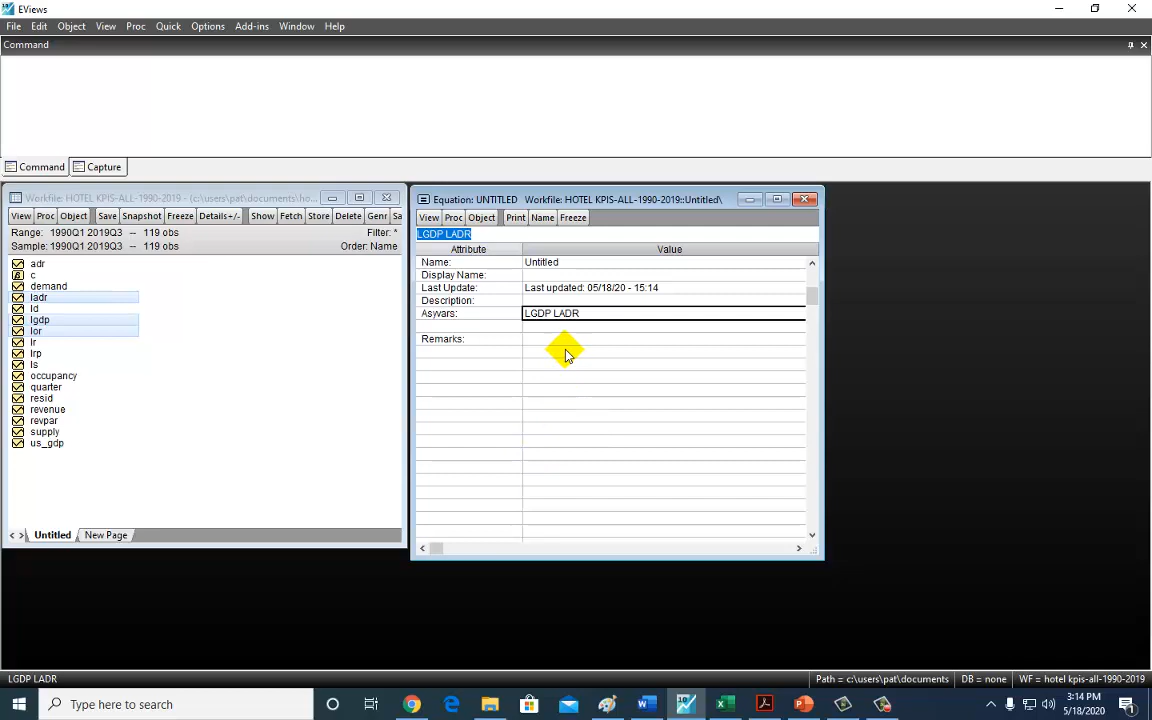 EViews
File Edit Object View Proc Quick Options Add-ins Window Help
Command
Command Capture
Workfile: HOTEL KPIS-ALL-1990-2019 - (c:\users\pat\documents\ho...
View Proc Object Save Snapshot Freeze Details+/- Show Fetch Store Delete Genr Sa
Range: 1990Q1 2019Q3 -- 119 obs Filter: *
Sample: 1990Q1 2019Q3 -- 119 obs Order: Name
adr
c
demand
ladr
ld
lgdp
lor
lr
lrp
ls
occupancy
quarter
resid
revenue
revpar
supply
us_gdp
Untitled New Page
Equation: UNTITLED Workfile: HOTEL KPIS-ALL-1990-2019::Untitled\
View Proc Object Print Name Freeze
LGDP LADR
Attribute Value
Name: Untitled
Display Name:
Last Update: Last updated: 05/18/20 - 15:14
Description:
Asyvars: LGDP LADR
Remarks:
LGDP LADR Path = c:\users\pat\documents DB = none WF = hotel kpis-all-1990-2019
Type here to search
3:14 PM
5/18/2020
1